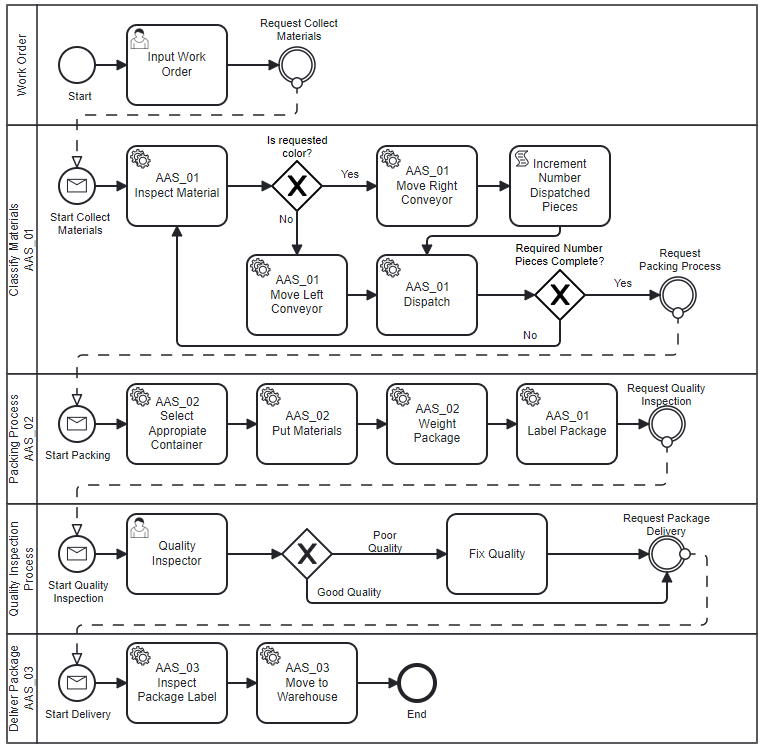 Work Order
Start
Input Work
Order
Request Collect
Materials
Classify Materials
AAS_01
Start Collect
Materials
AAS_01
Inspect Material
Is requested
color?
Yes
No
AAS_01
Move Right
Conveyor
Increment
Number
Dispatched
Pieces
AAS_01
Move Left
Conveyor
AAS_01
Dispatch
Required Number
Pieces Complete?
Yes
No
Request
Packing Process
Packing Process
AAS_02
Start Packing
AAS_02
Select
Appropiate
Container
AAS_02
Put Materials
AAS_02
Weight
Package
AAS_01
Label Package
Request Quality
Inspection
Quality Inspection
Process
Start Quality
Inspection
Quality
Inspector
Poor
Quality
Good Quality
Fix Quality
Request Package
Delivery
Deliver Package
AAS_03
Start Delivery
AAS_03
Inspect
Package Label
AAS_03
Move to
Warehouse
End